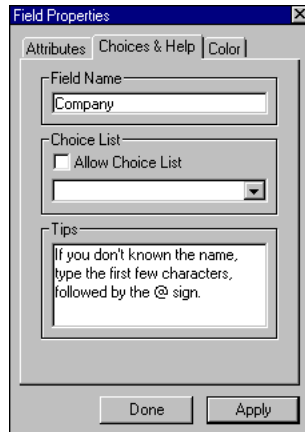 Field Properties
Attributes Choices & Help Color
Field Name
Company
Choice List
Allow Choice List
Tips
If you don't known the name,
type the first few characters,
followed by the @ sign.
Done Apply